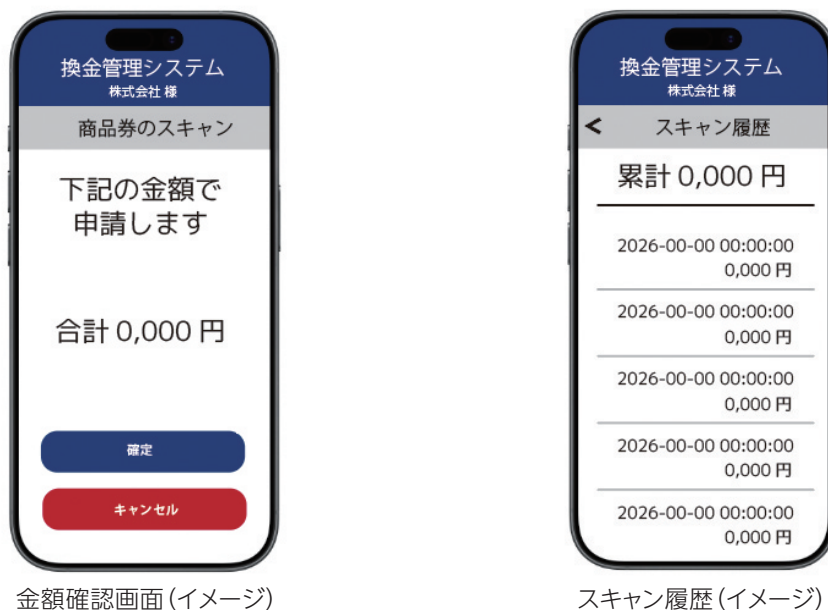 換金管理システム
株式会社 様
商品券のスキャン
下記の金額で
申請します
合計 0,000 円
確定
キャンセル
金額確認画面(イメージ)
換金管理システム
株式会社 様
< スキャン履歴
累計 0,000 円
2026-00-00 00:00:00
0,000 円
2026-00-00 00:00:00
0,000 円
2026-00-00 00:00:00
0,000 円
2026-00-00 00:00:00
0,000 円
2026-00-00 00:00:00
0,000 円
スキャン履歴(イメージ)